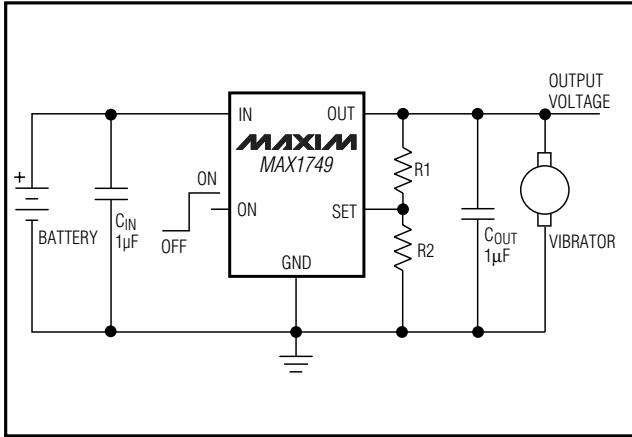 OUTPUT
VOLTAGE
IN
OUT
MAXIM
MAX1749
R1
ON
+
ON
SET
BATTERY
CIN
1µF
OFF
R2
COUT
1µF
VIBRATOR
GND